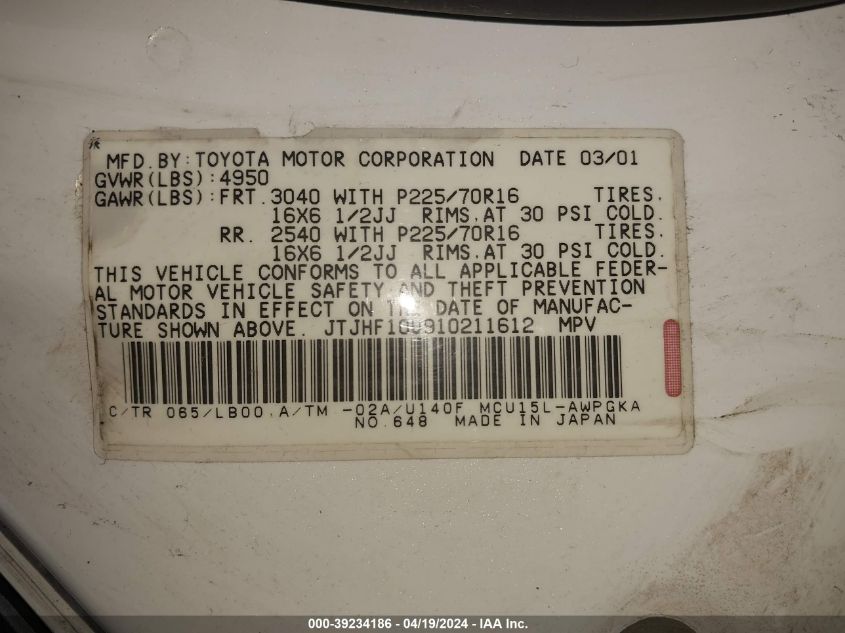 MFD. BY: TOYOTA MOTOR CORPORATION DATE 03/01
GVWR(LBS): 4950
GAWR(LBS): FRT. 3040 WITH P225/70R16 TIRES,
16X6 1/2JJ RIMS, AT 30 PSI COLD.
RR. 2540 WITH P225/70R16 TIRES,
16X6 1/2JJ RIMS, AT 30 PSI COLD.
THIS VEHICLE CONFORMS TO ALL APPLICABLE FEDER-
AL MOTOR VEHICLE SAFETY AND THEFT PREVENTION
STANDARDS IN EFFECT ON THE DATE OF MANUFAC-
TURE SHOWN ABOVE. JTJHF10U910211612 MPV
C/TR 065/LB00, A/TM -02A/U140F MCU15L-AWPGKA
NO. 648 MADE IN JAPAN
000-39234186 - 04/19/2024 - IAA Inc.